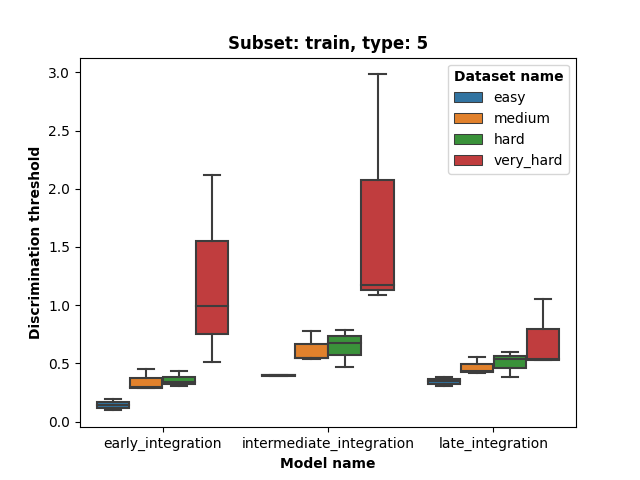 Subset: train, type: 5
Discrimination threshold
3.0
2.5
2.0
1.5
1.0
0.5
0.0
Dataset name
easy
medium
hard
very_hard
early_integration
intermediate_integration
late_integration
Model name